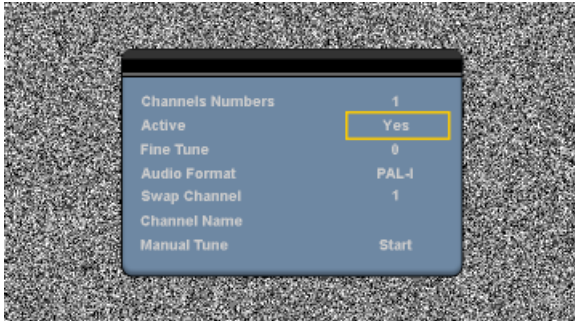 Channels Numbers 1
Active Yes
Fine Tune 0
Audio Format PAL-I
Swap Channel 1
Channel Name
Manual Tune Start